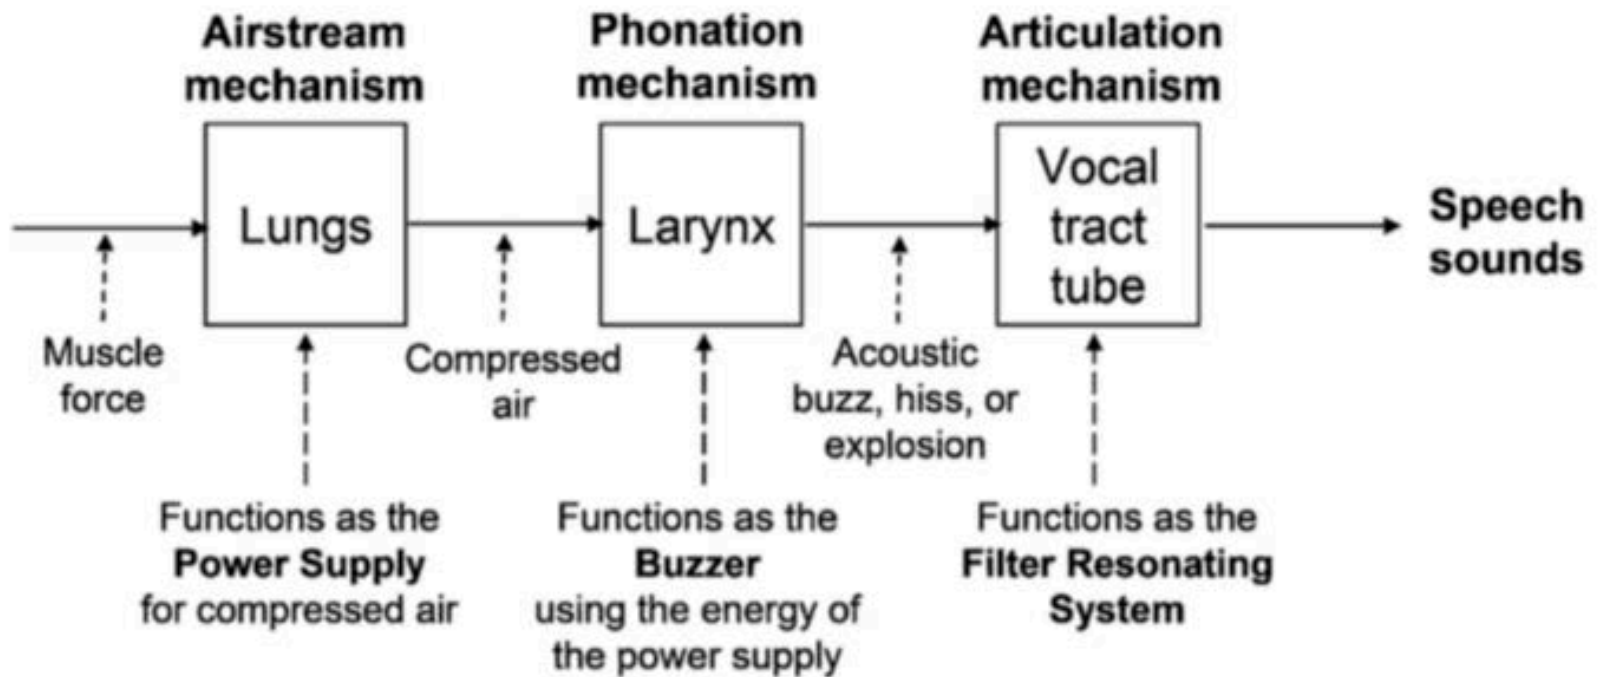 Airstream
mechanism
Phonation
mechanism
Articulation
mechanism
Lungs
Larynx
Vocal
tract
tube
Speech
sounds
Muscle
force
Compressed
air
Acoustic
buzz, hiss, or
explosion
Functions as the
Power Supply
for compressed air
Functions as the
Buzzer
using the energy of
the power supply
Functions as the
Filter Resonating
System